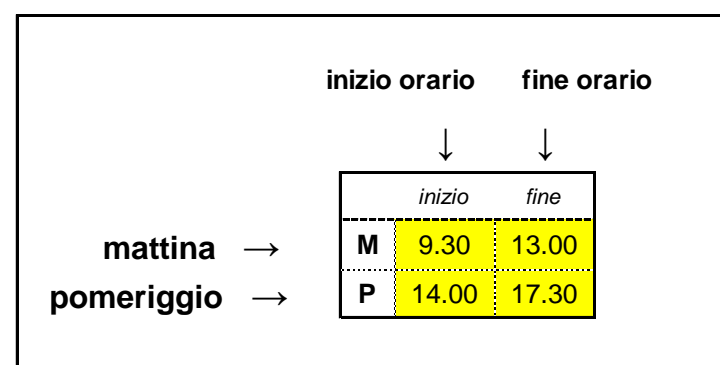 inizio orario fine orario
↓ ↓
inizio fine
mattina → M 9.30 13.00
pomeriggio → P 14.00 17.30